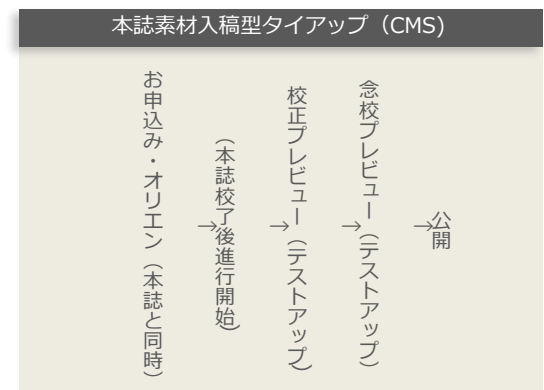 本誌素材入稿型タイアップ（CMS)
お申込み・オリエン（本誌と同時）
→
（本誌校了後進行開始）
→
校正プレビュー（テストアップ）
→
念校プレビュー（テストアップ）
→
公開